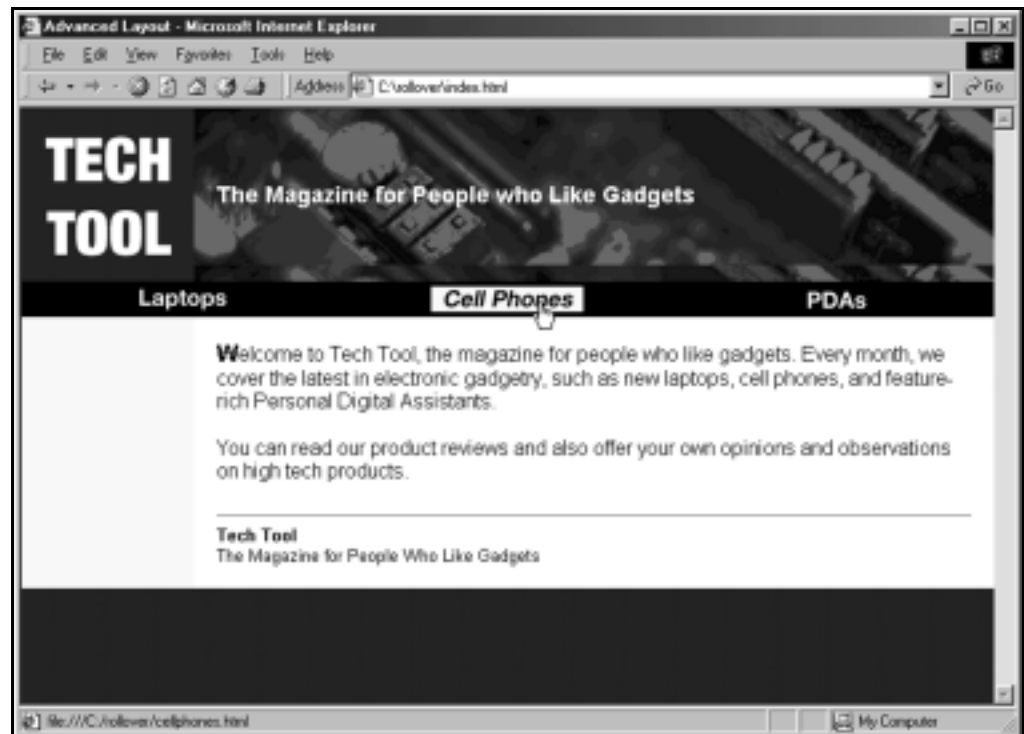 Advanced Layout - Microsoft Internet Explorer
File Edit View Favorites Tools Help
Address C:\rollover\index.html Go
TECH
TOOL
The Magazine for People who Like Gadgets
Laptops Cell Phones PDAs
Welcome to Tech Tool, the magazine for people who like gadgets. Every month, we
cover the latest in electronic gadgetry, such as new laptops, cell phones, and feature-
rich Personal Digital Assistants.
You can read our product reviews and also offer your own opinions and observations
on high tech products.
Tech Tool
The Magazine for People Who Like Gadgets
file:///C:/rollover/cellphones.html My Computer